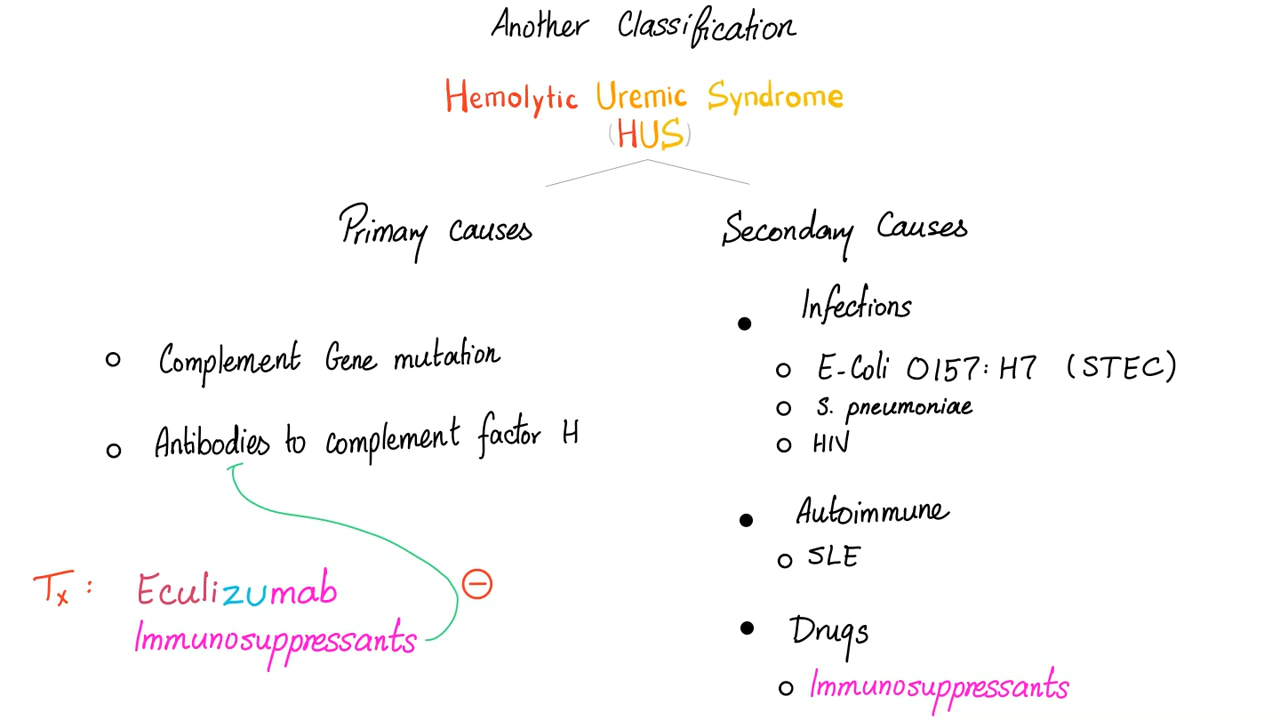 Another Classification
Hemolytic Uremic Syndrome
(HUS)
Primary causes
Complement Gene mutation
Antibodies to complement factor H
Tx: Eculizumab
Immunosuppressants
Secondary Causes
Infections
E-Coli O157:H7 (STEC)
S. pneumoniae
HIV
Autoimmune
SLE
Drugs
Immunosuppressants